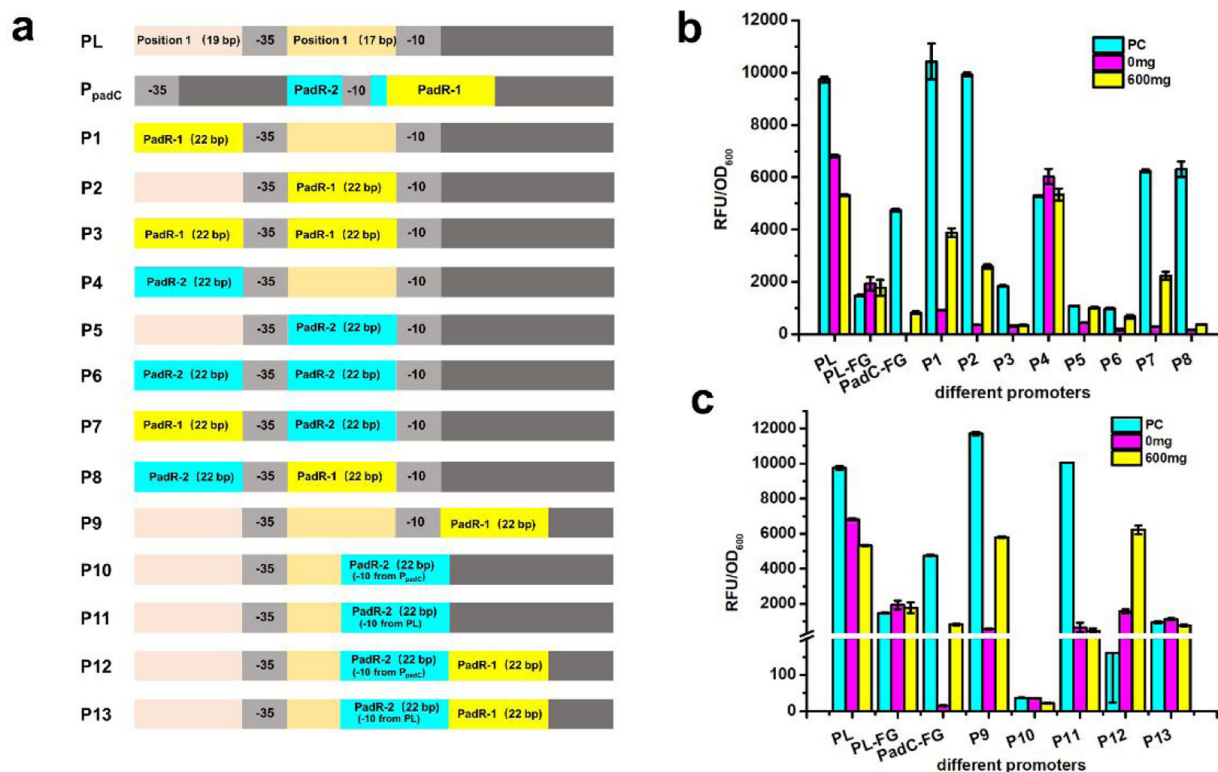 a
PL
Position 1 (19 bp)
-35
Position 1 (17 bp)
-10
PpadC
-35
PadR-2
-10
PadR-1
P1
PadR-1 (22 bp)
-35
-10
P2
-35
PadR-1 (22 bp)
-10
P3
PadR-1 (22 bp)
-35
PadR-1 (22 bp)
-10
P4
PadR-2 (22 bp)
-35
-10
P5
-35
PadR-2 (22 bp)
-10
P6
PadR-2 (22 bp)
-35
PadR-2 (22 bp)
-10
P7
PadR-1 (22 bp)
-35
PadR-2 (22 bp)
-10
P8
PadR-2 (22 bp)
-35
PadR-1 (22 bp)
-10
P9
-35
-10
PadR-1 (22 bp)
P10
-35
PadR-2 (22 bp)
(-10 from PpadC)
P11
-35
PadR-2 (22 bp)
(-10 from PL)
P12
-35
PadR-2 (22 bp)
(-10 from PpadC)
PadR-1 (22 bp)
P13
-35
PadR-2 (22 bp)
(-10 from PL)
PadR-1 (22 bp)
b
RFU/OD600
12000
10000
8000
6000
4000
2000
0
PC
0mg
600mg
PL
PL-FG
PadC-FG
P1
P2
P3
P4
P5
P6
P7
P8
different promoters
c
RFU/OD600
12000
10000
8000
6000
4000
2000
100
0
PC
0mg
600mg
PL
PL-FG
PadC-FG
P9
P10
P11
P12
P13
different promoters